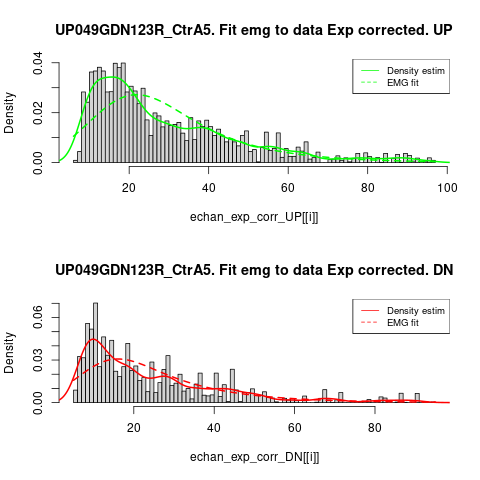 UP049GDN123R_CtrA5. Fit emg to data Exp corrected. UP
Density
0.00
0.02
0.04
Density estim
EMG fit
20
40
60
80
100
echan_exp_corr_UP[[i]]
UP049GDN123R_CtrA5. Fit emg to data Exp corrected. DN
Density
0.00
0.03
0.06
Density estim
EMG fit
20
40
60
80
echan_exp_corr_DN[[i]]